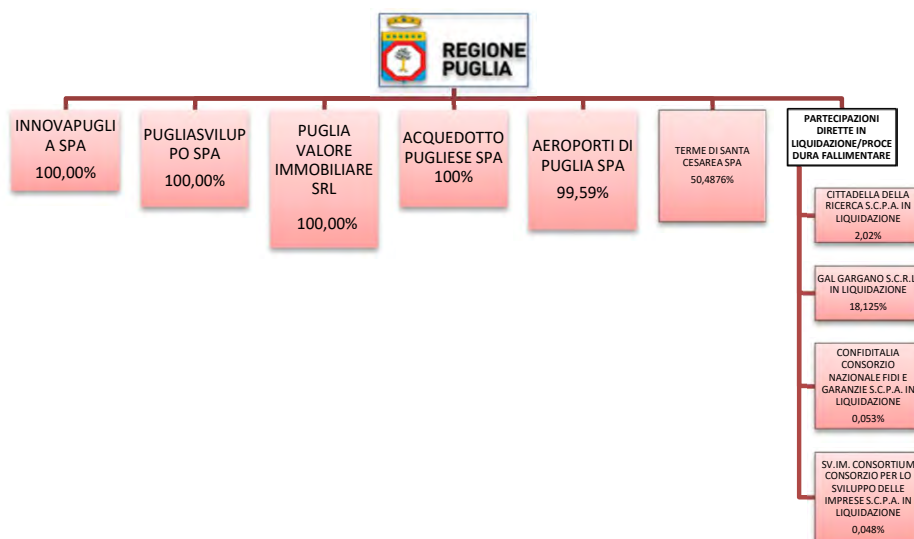 REGIONE
PUGLIA
INNOVAPUGLI
A SPA
100,00%
PUGLIASVILUP
PO SPA
100,00%
PUGLIA
VALORE
IMMOBILIARE
SRL
100,00%
ACQUEDOTTO
PUGLIESE SPA
100%
AEROPORTI DI
PUGLIA SPA
99,59%
TERME DI SANTA
CESAREA SPA
50,4876%
PARTECIPAZIONI
DIRETTE IN
LIQUIDAZIONE/PROCE
DURA FALLIMENTARE
CITTADELLA DELLA
RICERCA S.C.P.A. IN
LIQUIDAZIONE
2,02%
GAL GARGANO S.C.R.L.
IN LIQUIDAZIONE
18,125%
CONFIDITALIA
CONSORZIO
NAZIONALE FIDI E
GARANZIE S.C.P.A. IN
LIQUIDAZIONE
0,053%
SV.IM. CONSORTIUM
CONSORZIO PER LO
SVILUPPO DELLE
IMPRESE S.C.P.A. IN
LIQUIDAZIONE
0,048%